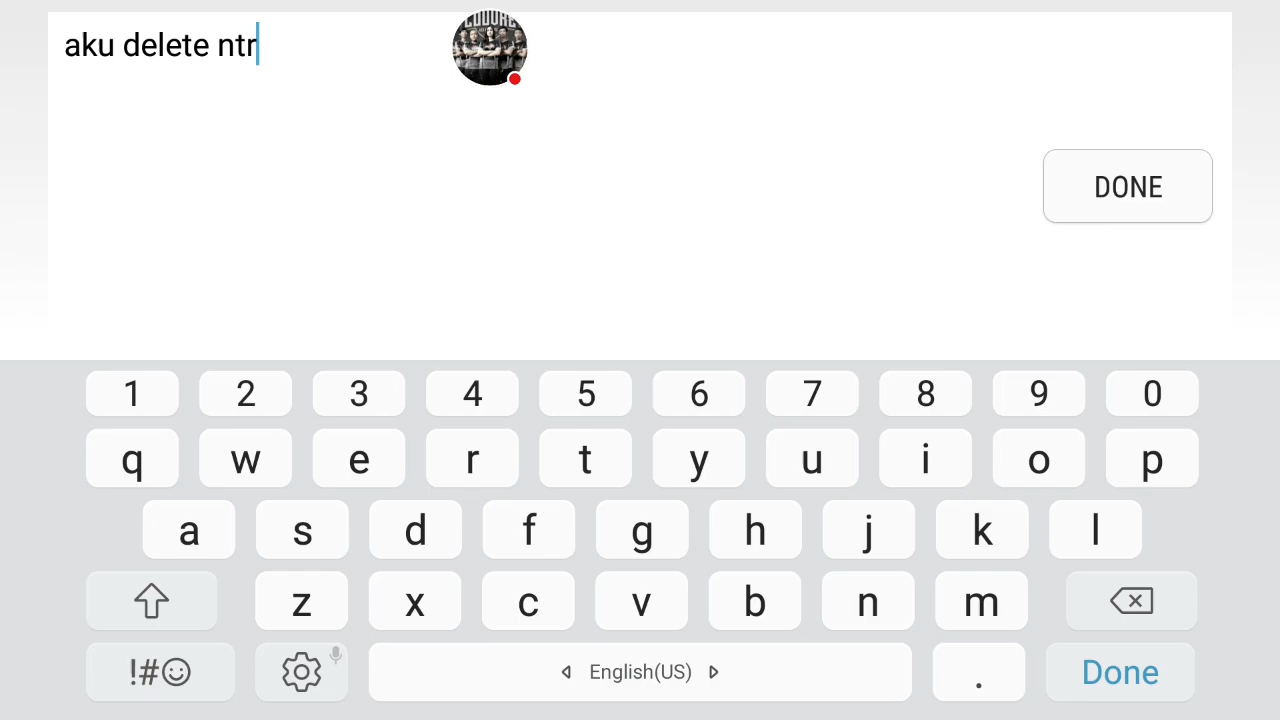 aku delete ntr
DONE
1 2 3 4 5 6 7 8 9 0
q w e r t y u i o p
a s d f g h j k l
z x c v b n m
!# English(US) . Done